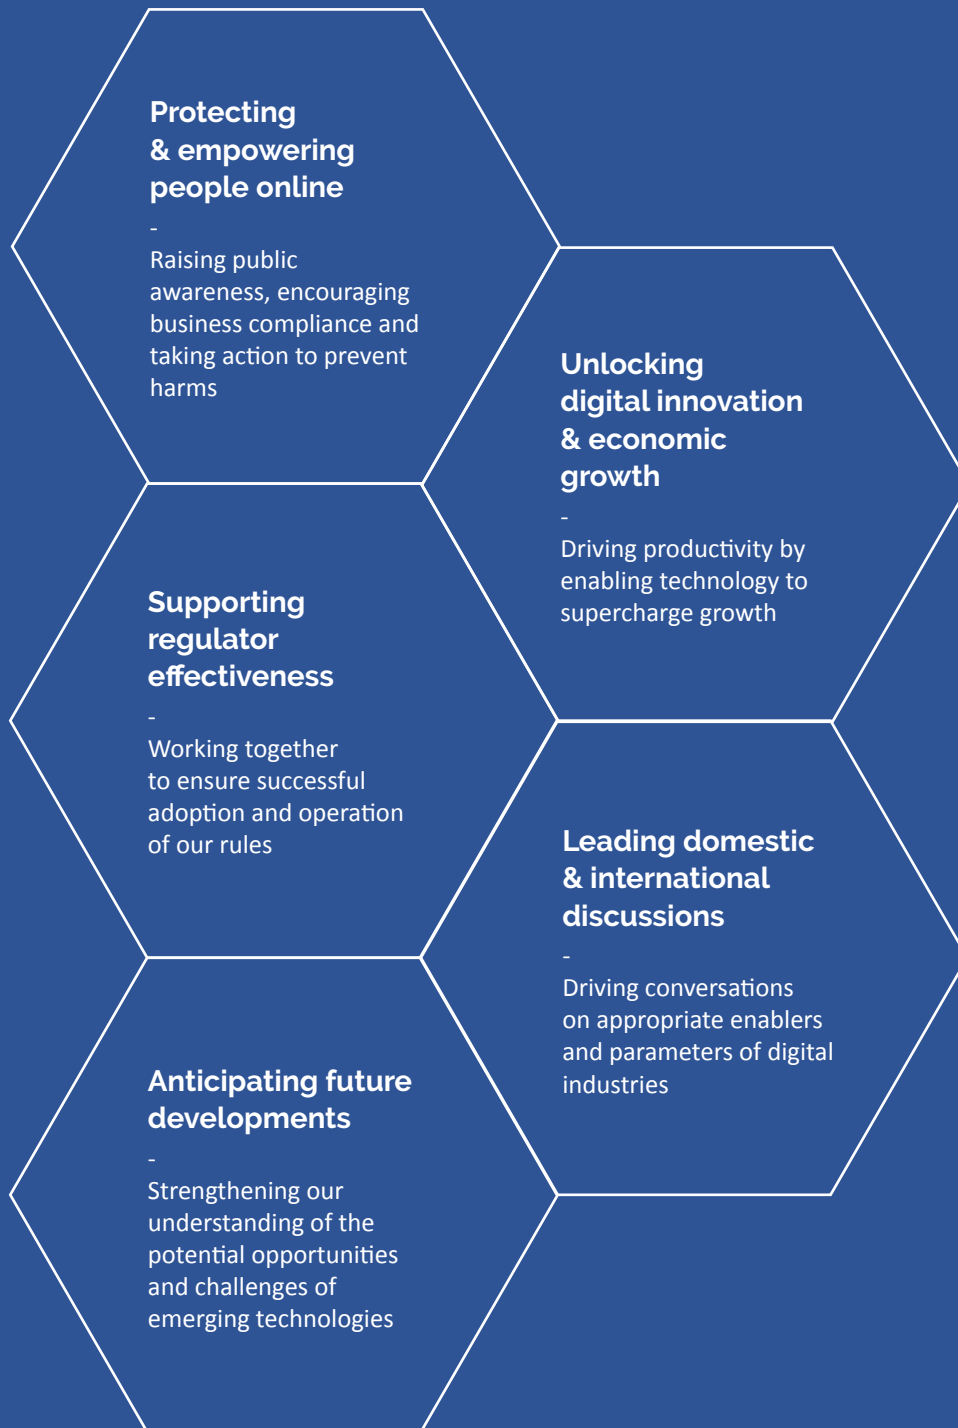 Protecting
& empowering
people online
-
Raising public
awareness, encouraging
business compliance and
taking action to prevent
harms
Unlocking
digital innovation
& economic
growth
-
Driving productivity by
enabling technology to
supercharge growth
Supporting
regulator
effectiveness
-
Working together
to ensure successful
adoption and operation
of our rules
Leading domestic
& international
discussions
-
Driving conversations
on appropriate enablers
and parameters of digital
industries
Anticipating future
developments
-
Strengthening our
understanding of the
potential opportunities
and challenges of
emerging technologies